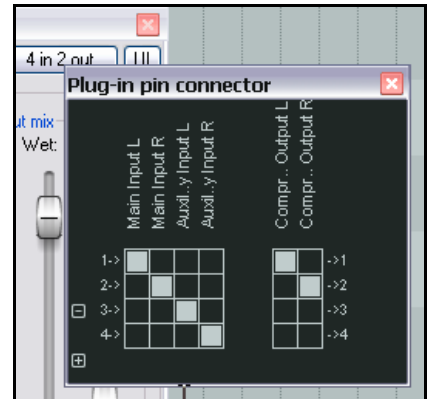 4 in 2 out UI
Plug-in pin connector
ut mix
Wet:
Main Input L
Main Input R
Auxil..y Input L
Auxil..y Input R
Compr.. Output L
Compr.. Output R
1-> ->1
2-> ->2
3-> ->3
4-> ->4